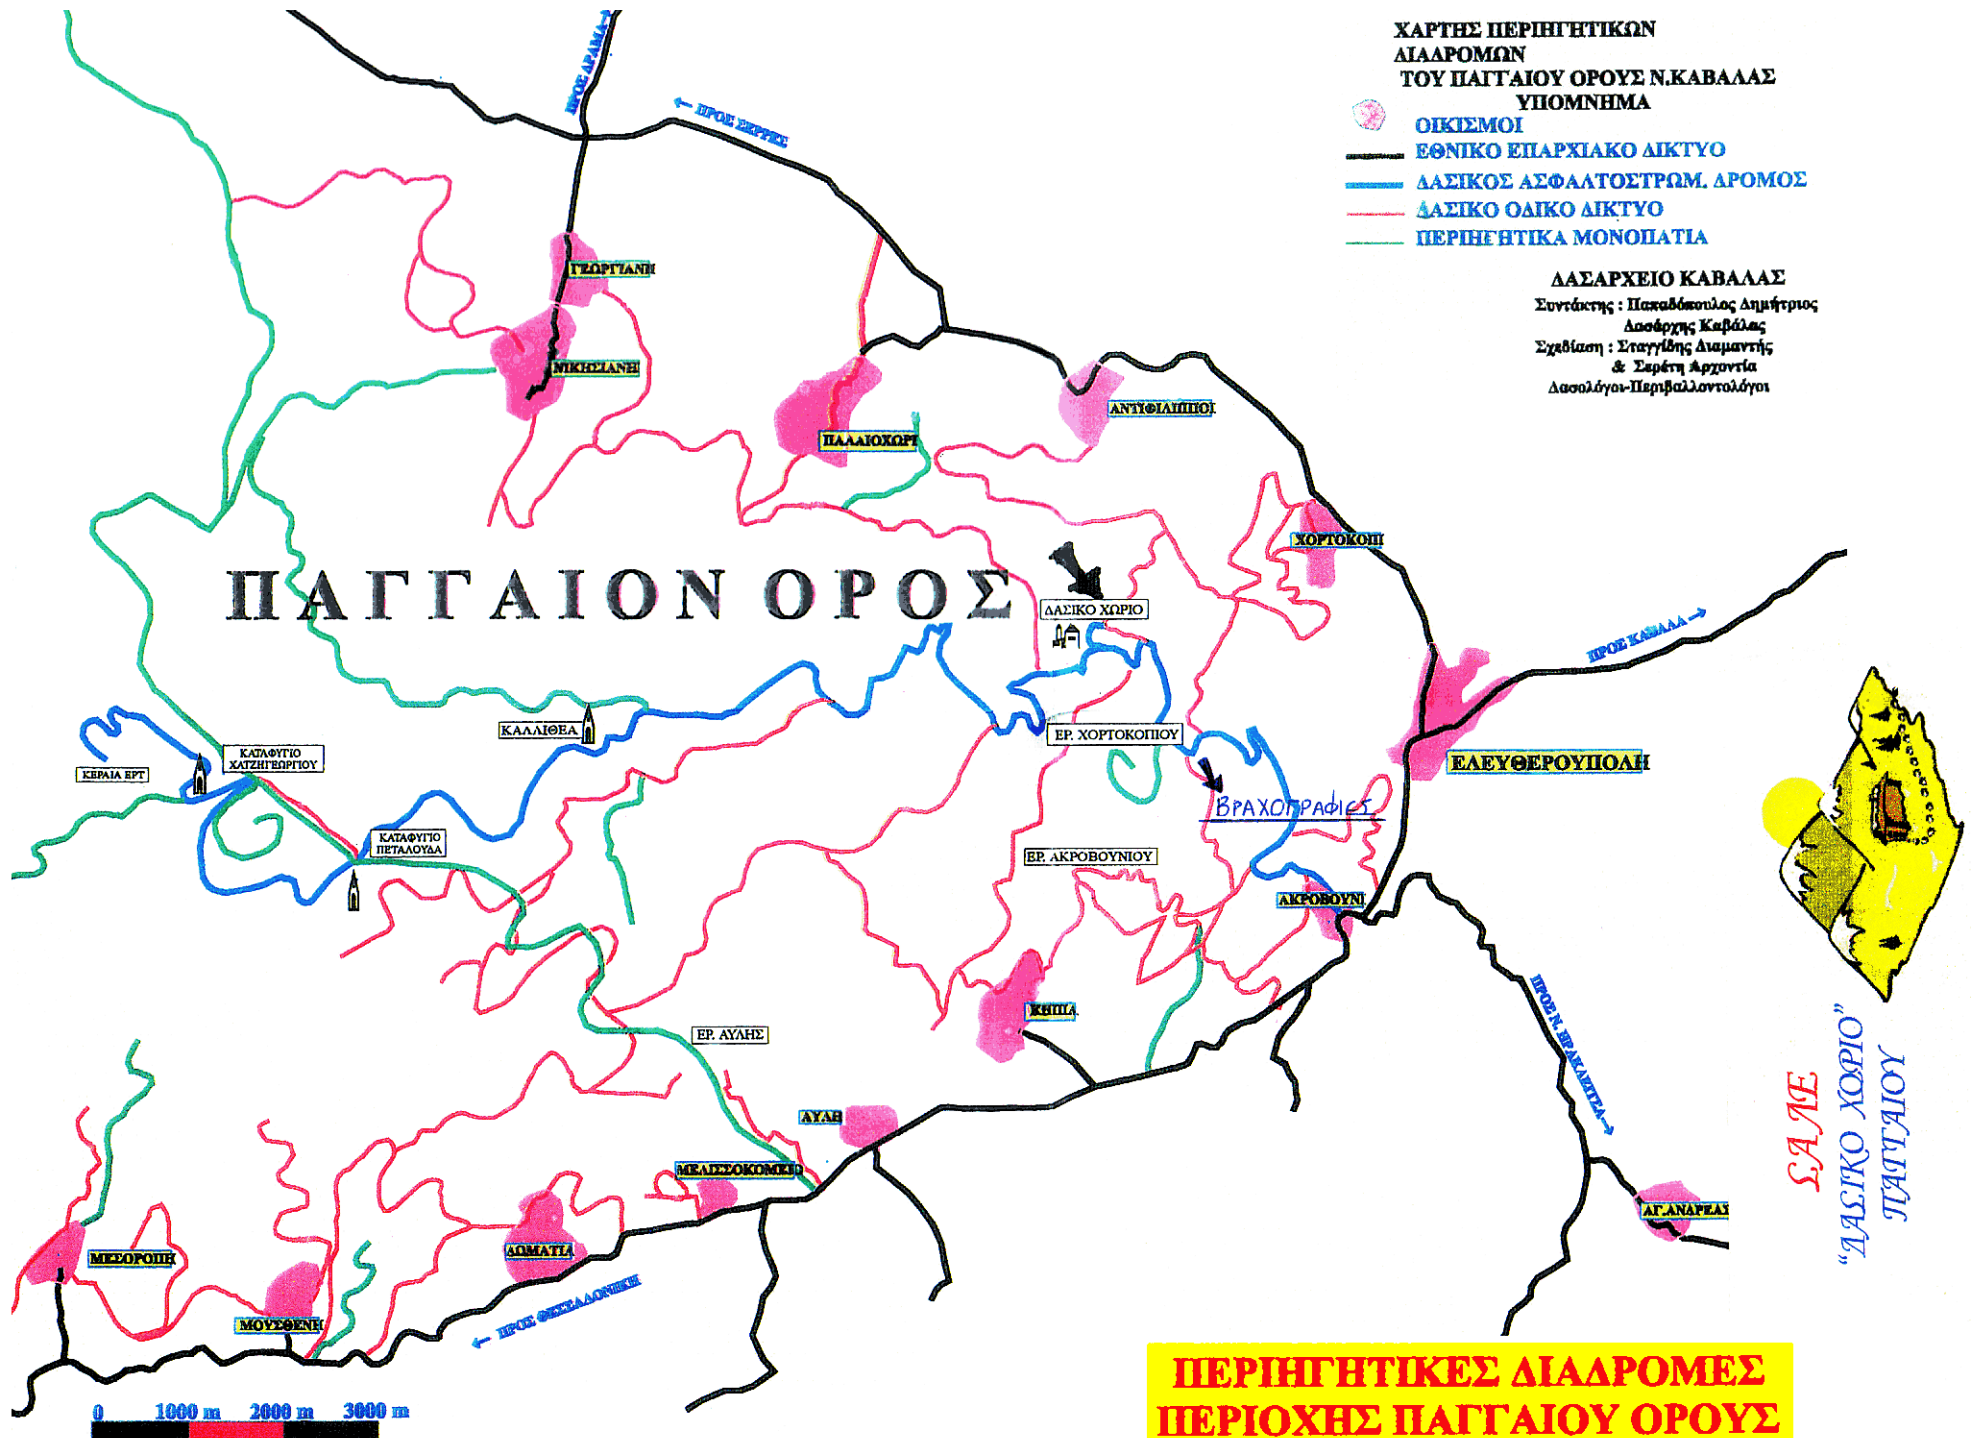 ΧΑΡΤΗΣ ΠΕΡΙΗΓΗΤΙΚΩΝ
ΔΙΑΔΡΟΜΩΝ
ΤΟΥ ΠΑΓΓΑΙΟΥ ΟΡΟΥΣ Ν.ΚΑΒΑΛΑΣ
ΥΠΟΜΝΗΜΑ
ΟΙΚΙΣΜΟΙ
ΕΘΝΙΚΟ ΕΠΑΡΧΙΑΚΟ ΔΙΚΤΥΟ
ΔΑΣΙΚΟΣ ΑΣΦΑΛΤΟΣΤΡΩΜ. ΔΡΟΜΟΣ
ΔΑΣΙΚΟ ΟΔΙΚΟ ΔΙΚΤΥΟ
ΠΕΡΙΗΓΗΤΙΚΑ ΜΟΝΟΠΑΤΙΑ
ΔΑΣΑΡΧΕΙΟ ΚΑΒΑΛΑΣ
Συντάκτης : Παπαδόπουλος Δημήτριος
Δασάρχης Καβάλας
Σχεδίαση : Σταγγίδης Διαμαντής
& Σερέτη Αρχοντία
Δασολόγοι-Περιβαλλοντολόγοι
ΠΡΟΣ ΔΡΑΜΑ
ΠΡΟΣ ΣΕΡΡΕΣ
ΓΕΩΡΓΙΑΝΗ
ΝΙΚΗΣΙΑΝΗ
ΠΑΛΑΙΟΧΩΡΙ
ΑΝΤΙΦΙΛΙΠΠΟΙ
ΧΟΡΤΟΚΟΠΙ
ΠΑΓΓΑΙΟΝ ΟΡΟΣ
ΔΑΣΙΚΟ ΧΩΡΙΟ
ΠΡΟΣ ΚΑΒΑΛΑ
ΚΑΛΛΙΘΕΑ
ΕΡ. ΧΟΡΤΟΚΟΠΙΟΥ
ΚΑΤΑΦΥΓΙΟ
ΧΑΤΖΗΓΕΩΡΓΙΟΥ
ΚΕΡΑΙΑ ΕΡΤ
ΕΛΕΥΘΕΡΟΥΠΟΛΗ
ΒΡΑΧΟΓΡΑΦΙΕΣ
ΚΑΤΑΦΥΓΙΟ
ΠΕΤΑΛΟΥΔΑ
ΕΡ. ΑΚΡΟΒΟΥΝΙΟΥ
ΑΚΡΟΒΟΥΝΙ
ΚΗΠΙΑ
ΕΡ. ΑΥΛΗΣ
ΠΡΟΣ Ν. ΗΡΑΚΛΕΙΤΣΑ
ΑΥΛΗ
ΜΕΛΙΣΣΟΚΟΜΕΙΟ
ΑΓ.ΑΝΔΡΕΑΣ
ΜΕΣΟΡΟΠΗ
ΔΩΜΑΤΙΑ
ΜΟΥΣΘΕΝΗ
ΠΡΟΣ ΘΕΣΣΑΛΟΝΙΚΗ
Σ.Α.Λ.Ε
"ΔΑΣΙΚΟ ΧΩΡΙΟ"
ΠΑΓΓΑΙΟΥ
0 1000 m 2000 m 3000 m
ΠΕΡΙΗΓΗΤΙΚΕΣ ΔΙΑΔΡΟΜΕΣ
ΠΕΡΙΟΧΗΣ ΠΑΓΓΑΙΟΥ ΟΡΟΥΣ